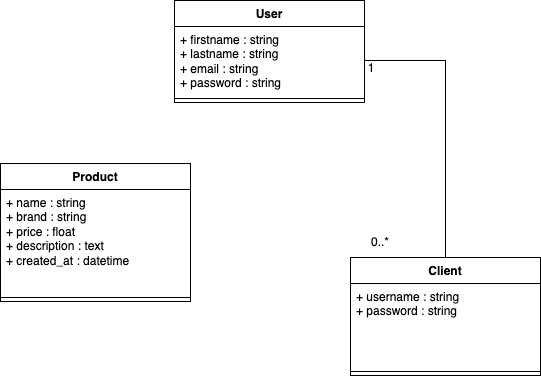 User
+ firstname : string
+ lastname : string
+ email : string
+ password : string
1
Product
+ name : string
+ brand : string
+ price : float
+ description : text
+ created_at : datetime
0..*
Client
+ username : string
+ password : string